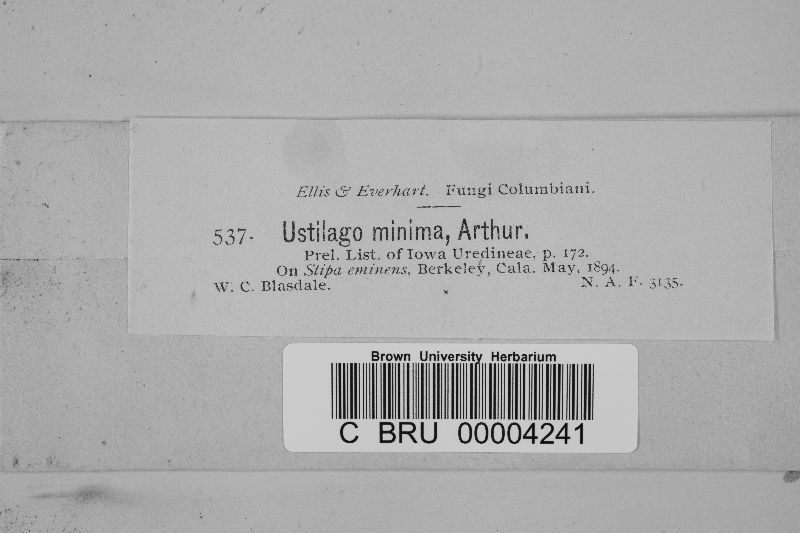 Ellis & Everhart. Fungi Columbiani.
537. Ustilago minima, Arthur.
Prel. List. of Iowa Uredineae, p. 172.
On Stipa eminens, Berkeley, Cala. May, 1894.
W. C. Blasdale. N. A. F. 3135.
Brown University Herbarium
C BRU 00004241